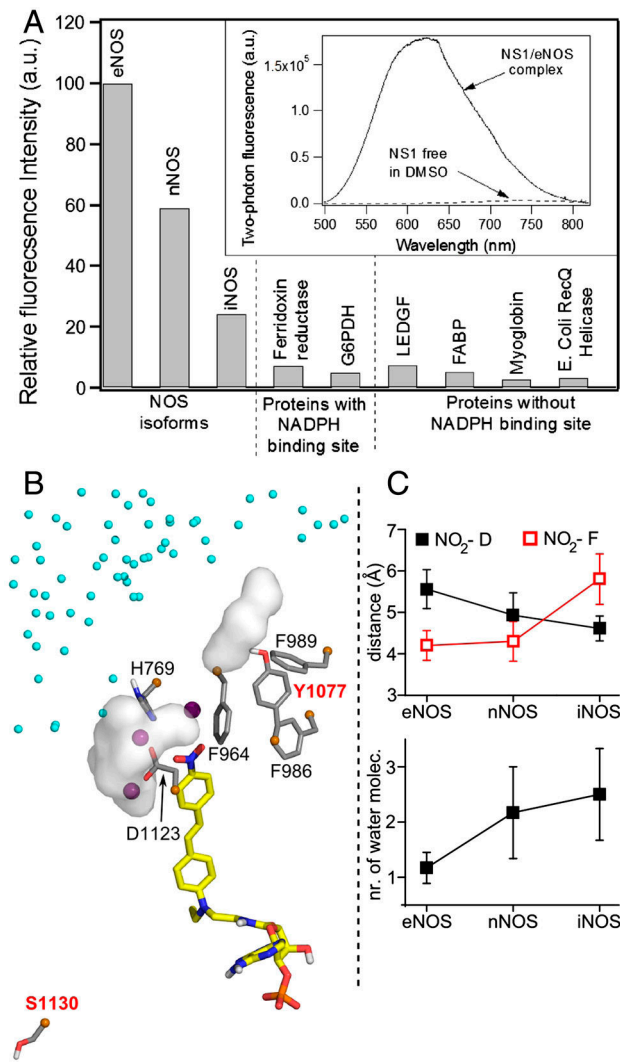 A
Relative fluorecsence Intensity (a.u.)
120
100
80
60
40
20
0
eNOS
nNOS
iNOS
Ferridoxin
reductase
G6PDH
LEDGF
FABP
Myoglobin
E. Coli RecQ
Helicase
NOS
isoforms
Proteins with
NADPH
binding site
Proteins without
NADPH binding site
Two-photon fluorescence (a.u.)
1.5x10⁵
1.0
0.5
0.0
NS1/eNOS
complex
NS1 free
in DMSO
500 550 600 650 700 750 800
Wavelength (nm)
B
H769
F989
Y1077
F964
F986
D1123
S1130
C
NO₂- D
NO₂- F
distance (Å)
7
6
5
4
3
eNOS nNOS iNOS
nr. of water molec.
3
2
1
eNOS nNOS iNOS